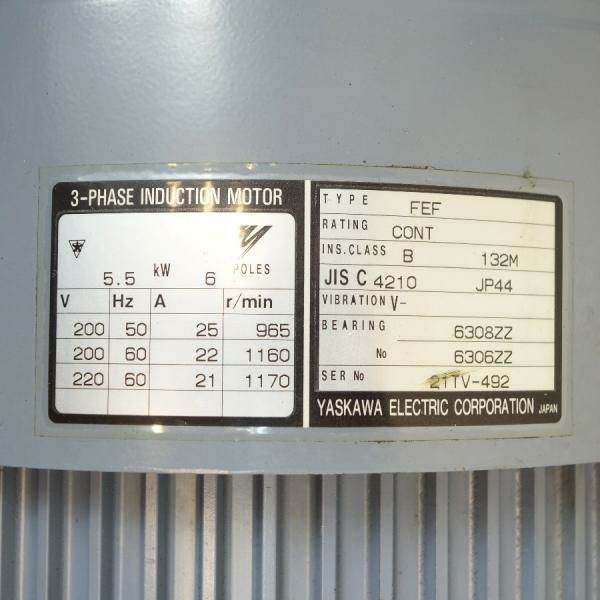 3-PHASE INDUCTION MOTOR
5.5 kW 6 POLES
V Hz A r/min
200 50 25 965
200 60 22 1160
220 60 21 1170
TYPE FEF
RATING CONT
INS.CLASS B 132M
JIS C 4210 JP44
VIBRATION V-
BEARING 6308ZZ
No 6306ZZ
SER No
YASKAWA ELECTRIC CORPORATION JAPAN